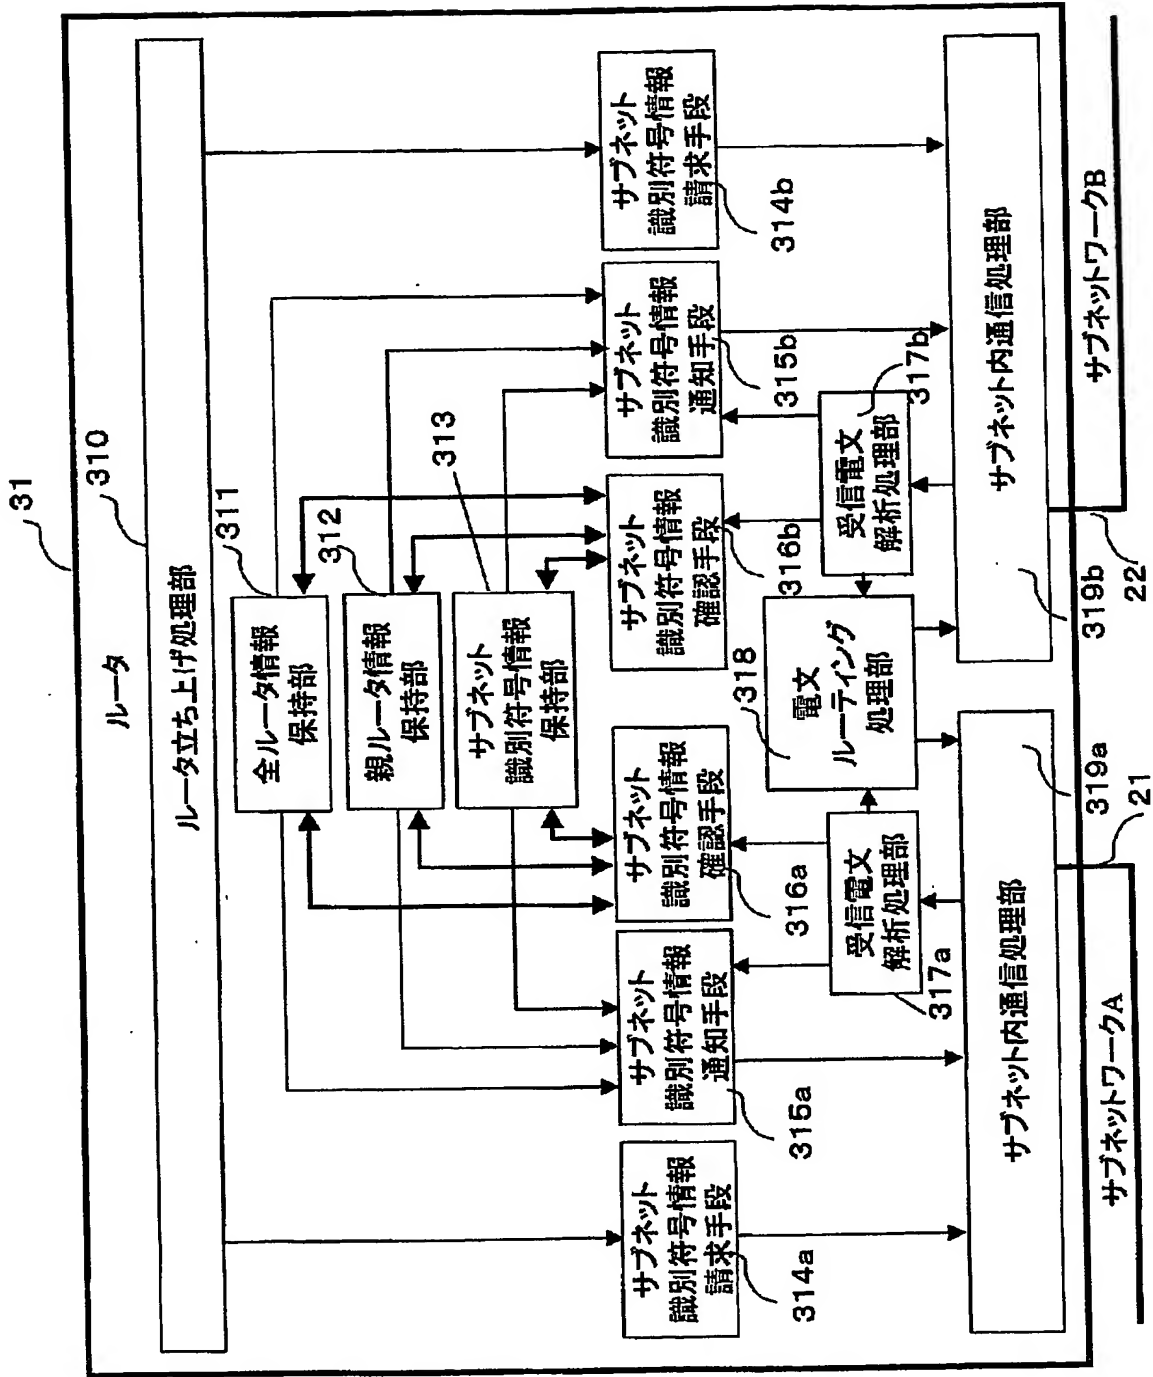 31
ルータ
310
ルータ立ち上げ処理部
311
全ルータ情報
保持部
312
親ルータ情報
保持部
313
サブネット
識別符号情報
保持部
サブネット
識別符号情報
請求手段
314a
サブネット
識別符号情報
通知手段
315a
サブネット
識別符号情報
確認手段
316a
サブネット
識別符号情報
確認手段
316b
サブネット
識別符号情報
通知手段
315b
サブネット
識別符号情報
請求手段
314b
受信電文
解析処理部
317a
電文
ルーティング
処理部
318
受信電文
解析処理部
317b
サブネット内通信処理部
319a
サブネット内通信処理部
319b
サブネットワークA
21
22
サブネットワークB